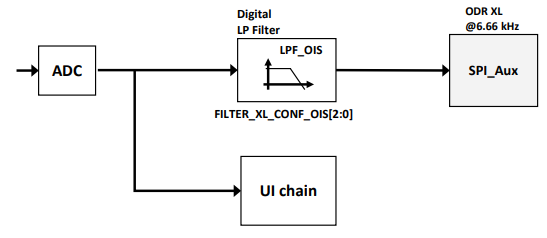 Digital
LP Filter
ODR XL
@6.66 kHz
ADC
LPF_OIS
SPI_Aux
FILTER_XL_CONF_OIS[2:0]
UI chain